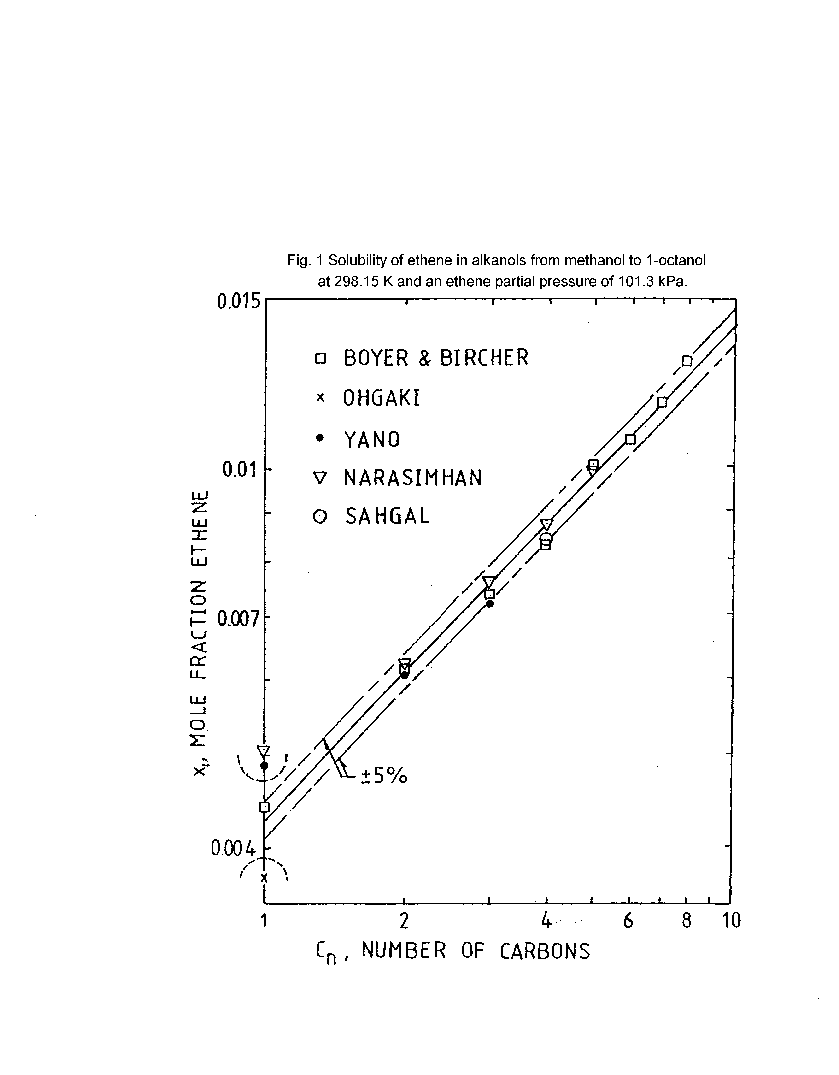 Fig. 1 Solubility of ethene in alkanols from methanol to 1-octanol
at 298.15 K and an ethene partial pressure of 101.3 kPa.
0.015
□ BOYER & BIRCHER
× OHGAKI
• YANO
0.01
▽ NARASIMHAN
○ SAHGAL
0.007
x₁, MOLE FRACTION ETHENE
±5%
0.004
1 2 4 6 8 10
Cn, NUMBER OF CARBONS